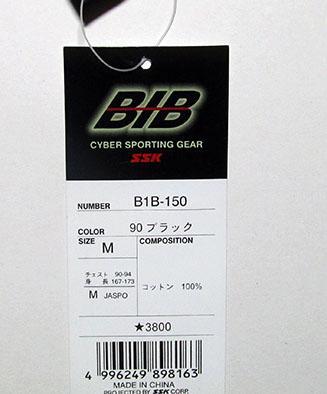 BIB
CYBER SPORTING GEAR
SSK
NUMBER B1B-150
COLOR 90 ブラック
SIZE M COMPOSITION
チェスト 90-94
身長 167-173
M JASPO
コットン 100%
★3800
4 996249 898163
MADE IN CHINA
PROJECTED BY SSK CORP.